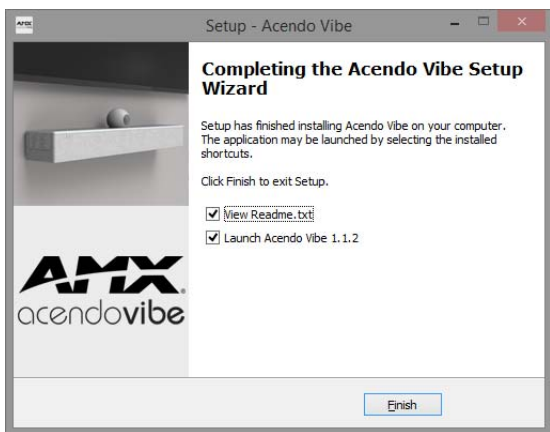 AMX
Setup - Acendo Vibe
Completing the Acendo Vibe Setup
Wizard
Setup has finished installing Acendo Vibe on your computer.
The application may be launched by selecting the installed
shortcuts.
Click Finish to exit Setup.
View Readme.txt
Launch Acendo Vibe 1.1.2
AMX
acendovibe
Finish